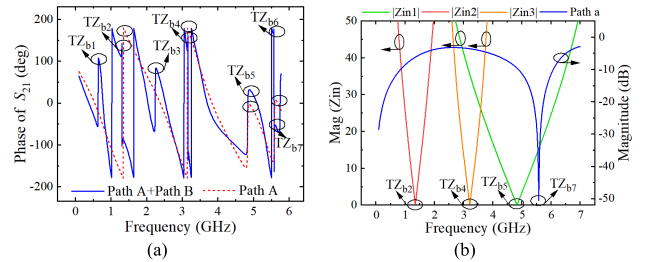 Phase of S21 (deg)
200
100
0
-100
-200
TZb1
TZb2
TZb3
TZb4
TZb5
TZb6
TZb7
Path A+Path B
Path A
0 1 2 3 4 5 6
Frequency (GHz)
(a)
|Zin1| |Zin2| |Zin3| Path a
Mag (Zin)
50
40
30
20
10
0
TZb2
TZb4
TZb5
TZb7
0
-10
-20
-30
-40
-50
Magnitude (dB)
0 1 2 3 4 5 6 7
Frequency (GHz)
(b)